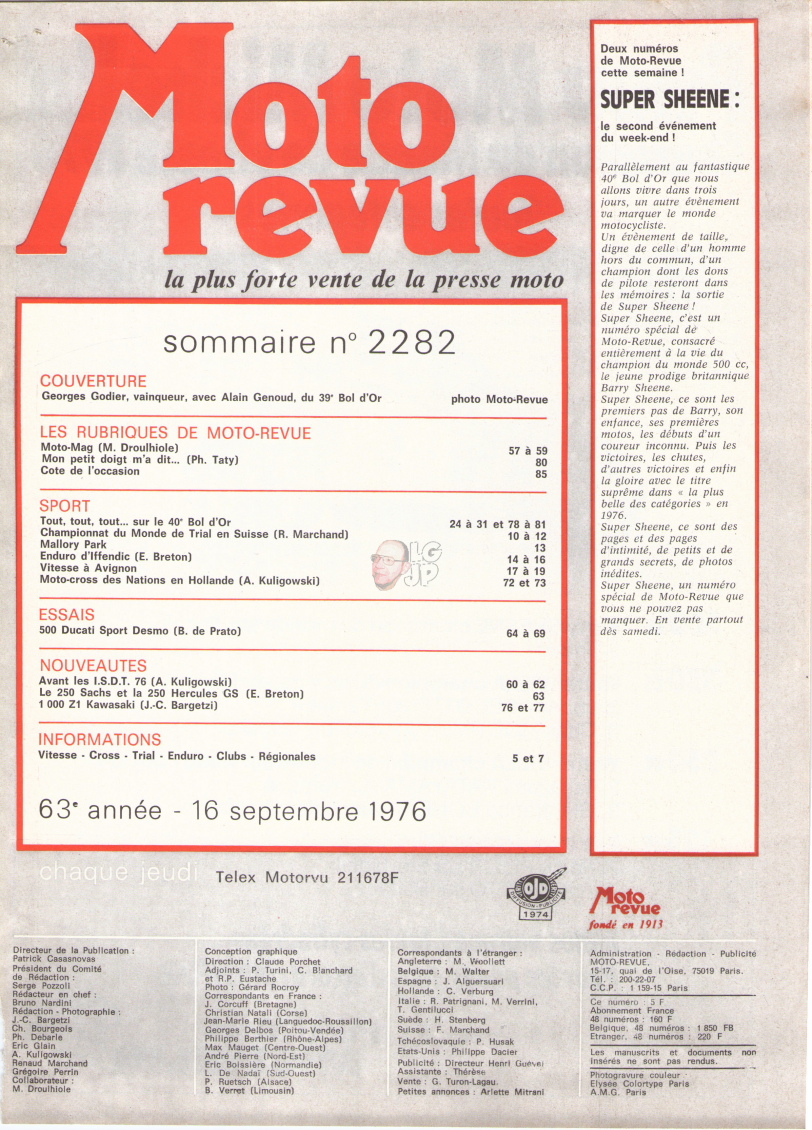 Moto
revue
la plus forte vente de la presse moto
sommaire n° 2282
COUVERTURE
Georges Godier, vainqueur, avec Alain Genoud, du 39e Bol d'Or photo Moto-Revue
LES RUBRIQUES DE MOTO-REVUE
Moto-Mag (M. Droulhiole) 57 à 59
Mon petit doigt m'a dit... (Ph. Taty) 80
Cote de l'occasion 85
SPORT
Tout, tout, tout... sur le 40e Bol d'Or 24 à 31 et 78 à 81
Championnat du Monde de Trial en Suisse (R. Marchand) 10 à 12
Mallory Park 13
Enduro d'Iffendic (E. Breton) 14 à 16
Vitesse à Avignon 17 à 19
Moto-cross des Nations en Hollande (A. Kuligowski) 72 et 73
LG
JP
ESSAIS
500 Ducati Sport Desmo (B. de Prato) 64 à 69
NOUVEAUTES
Avant les I.S.D.T. 76 (A. Kuligowski) 60 à 62
Le 250 Sachs et la 250 Hercules GS (E. Breton) 63
1 000 Z1 Kawasaki (J.-C. Bargetzi) 76 et 77
INFORMATIONS
Vitesse - Cross - Trial - Enduro - Clubs - Régionales 5 et 7
63e année - 16 septembre 1976
chaque jeudi Telex Motorvu 211678F
Deux numéros
de Moto-Revue
cette semaine !
SUPER SHEENE :
le second événement
du week-end !
Parallèlement au fantastique
40e Bol d'Or que nous
allons vivre dans trois
jours, un autre évènement
va marquer le monde
motocycliste.
Un évènement de taille,
digne de celle d'un homme
hors du commun, d'un
champion dont les dons
de pilote resteront dans
les mémoires : la sortie
de Super Sheene !
Super Sheene, c'est un
numéro spécial de
Moto-Revue, consacré
entièrement à la vie du
champion du monde 500 cc,
le jeune prodige britannique
Barry Sheene.
Super Sheene, ce sont les
premiers pas de Barry, son
enfance, ses premières
motos, les débuts d'un
coureur inconnu. Puis les
victoires, les chutes,
d'autres victoires et enfin
la gloire avec le titre
suprême dans « la plus
belle des catégories » en
1976.
Super Sheene, ce sont des
pages et des pages
d'intimité, de petits et de
grands secrets, de photos
inédites.
Super Sheene, un numéro
spécial de Moto-Revue que
vous ne pouvez pas
manquer. En vente partout
dès samedi.
OJD
DIFFUSION-PUBLICITÉ
1974
Moto
revue
fondé en 1913
Directeur de la Publication :
Patrick Casasnovas
Président du Comité
de Rédaction :
Serge Pozzoli
Rédacteur en chef :
Bruno Nardini
Rédaction - Photographie :
J.-C. Bargetzi
Ch. Bourgeois
Ph. Debarle
Eric Glain
A. Kuligowski
Renaud Marchand
Grégoire Perrin
Collaborateur :
M. Droulhiole
Conception graphique
Direction : Claude Porchet
Adjoints : P. Turini, C. Blanchard
et R.P. Eustache
Photo : Gérard Rocroy
Correspondants en France :
J. Corcuff (Bretagne)
Christian Natali (Corse)
Jean-Marie Rieu (Languedoc-Roussillon)
Georges Delbos (Poitou-Vendée)
Philippe Berthier (Rhône-Alpes)
Max Mauget (Centre-Ouest)
André Pierre (Nord-Est)
Eric Boissière (Normandie)
L. De Nadaï (Sud-Ouest)
P. Ruetsch (Alsace)
B. Verret (Limousin)
Correspondants à l'étranger :
Angleterre : M. Woollett
Belgique : M. Walter
Espagne : J. Aiguersuari
Hollande : C. Verburg
Italie : R. Patrignani, M. Verrini,
T. Gentilucci
Suède : H. Stenberg
Suisse : F. Marchand
Tchécoslovaquie : P. Husak
Etats-Unis : Philippe Dacier
Publicité : Directeur Henri
Assistante : Thérèse
Vente : G. Turon-Lagau.
Petites annonces : Arlette Mitrani
Administration - Rédaction - Publicité
MOTO-REVUE,
15-17, quai de l'Oise, 75019 Paris.
Tél. : 200-22-07
C.C.P. : 1 159-15 Paris
Ce numéro : 5 F
Abonnement France
48 numéros : 160 F
Belgique, 48 numéros : 1 850 FB
Etranger, 48 numéros : 220 F
Les manuscrits et documents non
insérés ne sont pas rendus.
Photogravure couleur
Elysée Colortype Paris
A.M.G. Paris